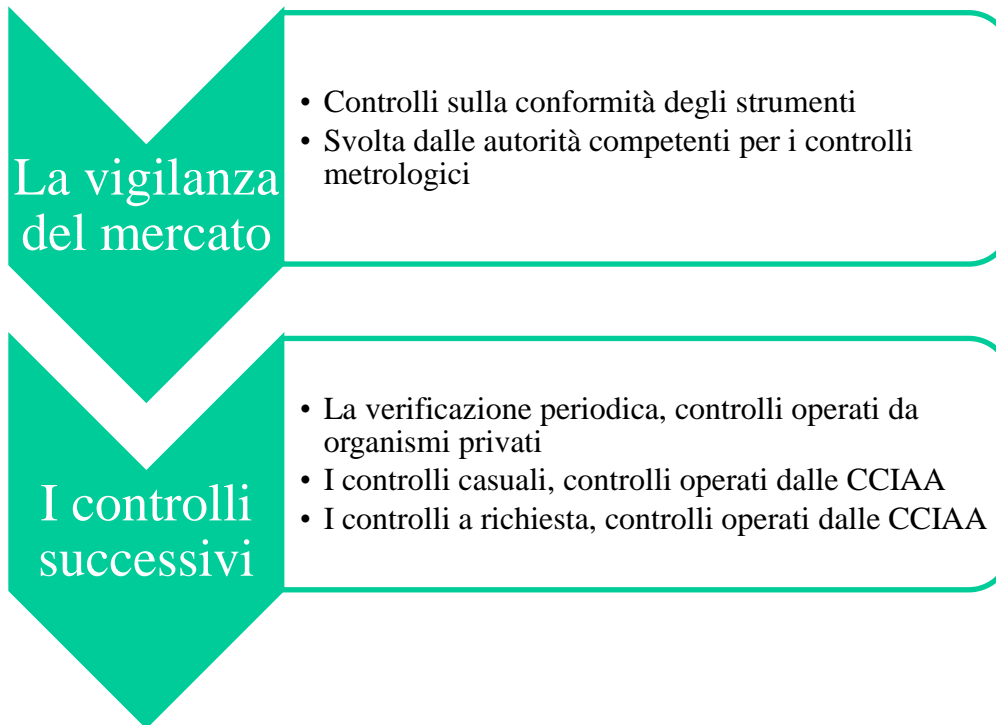 La vigilanza
del mercato
• Controlli sulla conformità degli strumenti
• Svolta dalle autorità competenti per i controlli
metrologici
I controlli
successivi
• La verificazione periodica, controlli operati da
organismi privati
• I controlli casuali, controlli operati dalle CCIAA
• I controlli a richiesta, controlli operati dalle CCIAA